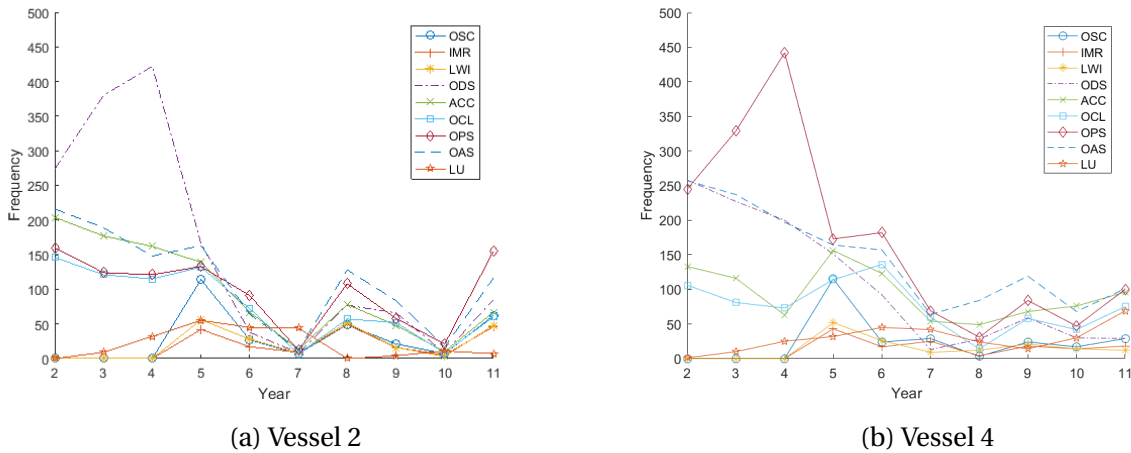 500
450
400
350
300
250
200
150
100
50
0
Frequency
2 3 4 5 6 7 8 9 10 11
Year
OSC
IMR
LWI
ODS
ACC
OCL
OPS
OAS
LU
(a) Vessel 2
500
450
400
350
300
250
200
150
100
50
0
Frequency
2 3 4 5 6 7 8 9 10 11
Year
OSC
IMR
LWI
ODS
ACC
OCL
OPS
OAS
LU
(b) Vessel 4